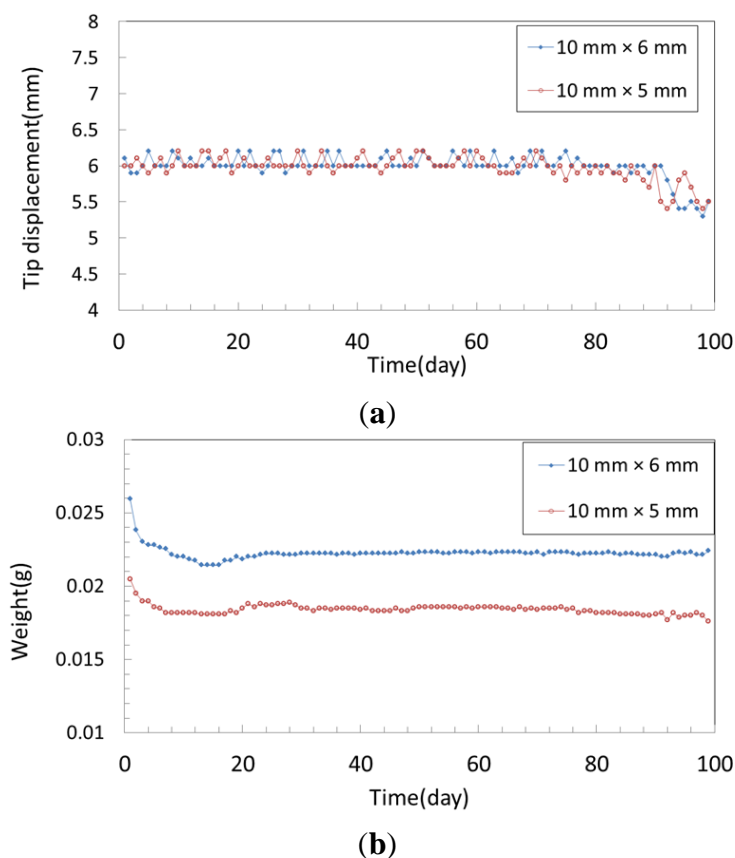 8
7.5
7
6.5
6
5.5
5
4.5
4
Tip displacement(mm)
10 mm × 6 mm
10 mm × 5 mm
0 20 40 60 80 100
Time(day)
(a)
0.03
0.025
0.02
0.015
0.01
Weight(g)
10 mm × 6 mm
10 mm × 5 mm
0 20 40 60 80 100
Time(day)
(b)